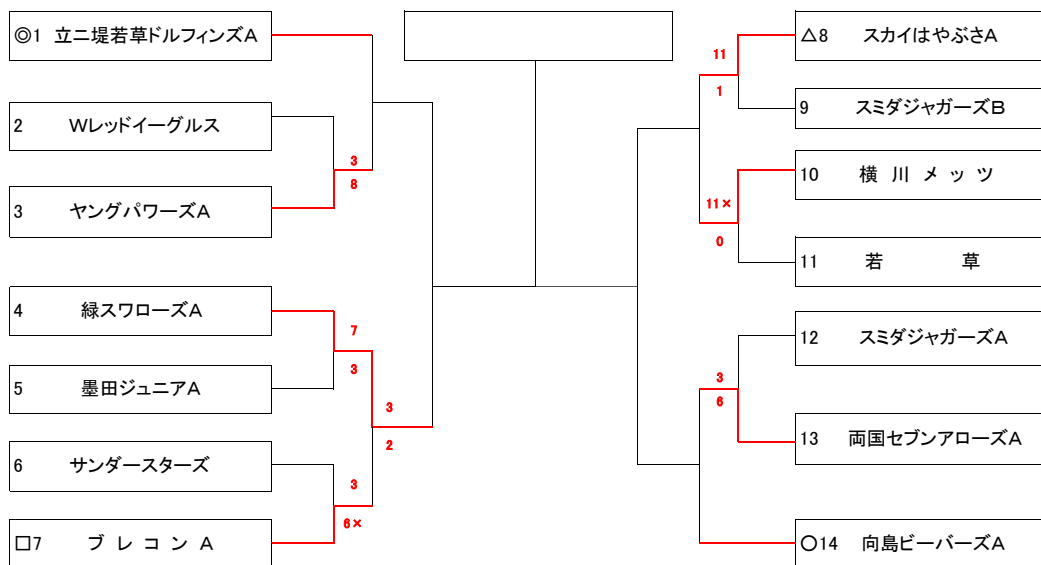 ◎1 立ニ堤若草ドルフィンズA
2 Wレッドイーグルス
3
8
3 ヤングパワーズA
4 緑スワローズA
7
3
5 墨田ジュニアA
3
2
6 サンダースターズ
3
6×
□7 ブレコンA
△8 スカイはやぶさA
11
1
9 スミダジャガーズB
10 横川メッツ
11×
0
11 若 草
12 スミダジャガーズA
3
6
13 両国セブンアローズA
○14 向島ビーバーズA